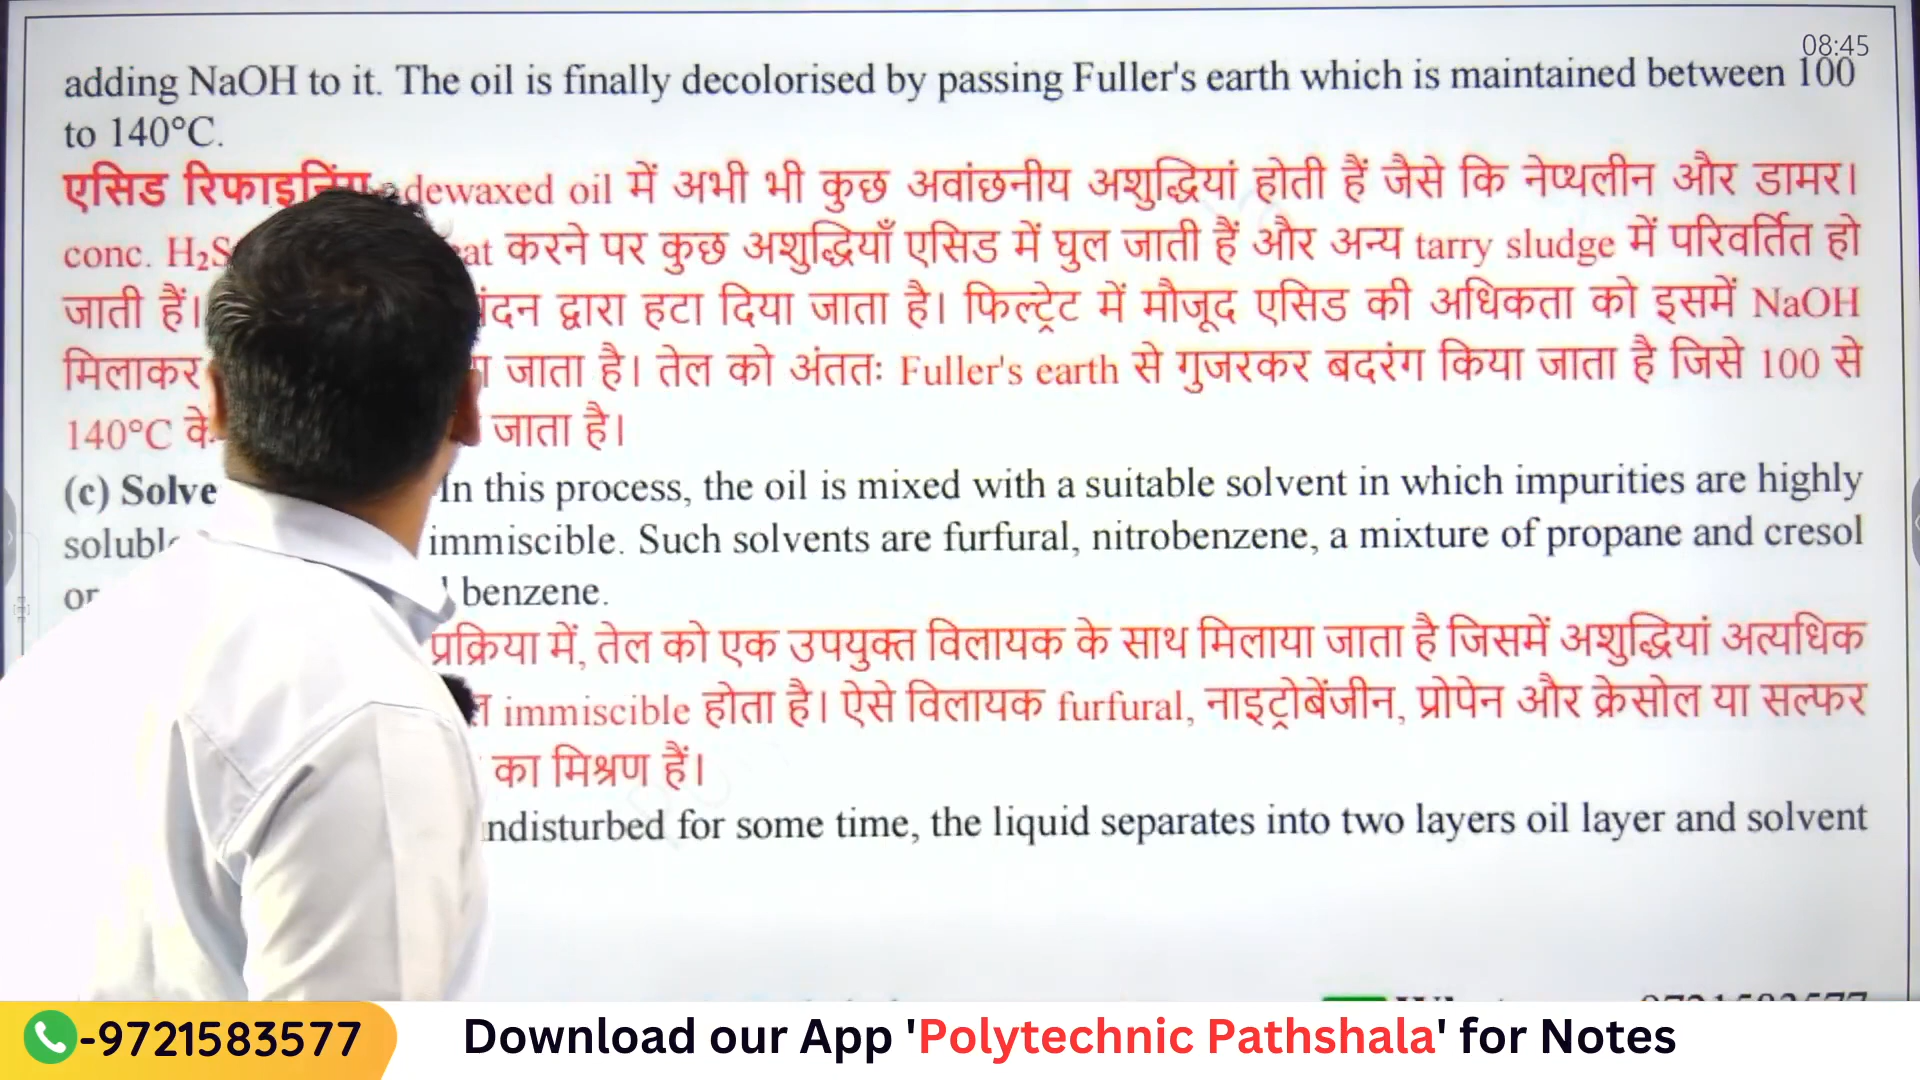 08:45
adding NaOH to it. The oil is finally decolorised by passing Fuller's earth which is maintained between 100
to 140°C.
एसिड रिफाइनिंग dewaxed oil में अभी भी कुछ अवांछनीय अशुद्धियां होती हैं जैसे कि नेप्थलीन और डामर।
conc. H₂S at करने पर कुछ अशुद्धियाँ एसिड में घुल जाती हैं और अन्य tarry sludge में परिवर्तित हो
जाती हैं। द्वारा हटा दिया जाता है। फिल्ट्रेट में मौजूद एसिड की अधिकता को इसमें NaOH
मिलाकर जाता है। तेल को अंततः Fuller's earth से गुजरकर बदरंग किया जाता है जिसे 100 से
140°C के जाता है।
(c) Solve In this process, the oil is mixed with a suitable solvent in which impurities are highly
immiscible. Such solvents are furfural, nitrobenzene, a mixture of propane and cresol
or benzene.
प्रक्रिया में, तेल को एक उपयुक्त विलायक के साथ मिलाया जाता है जिसमें अशुद्धियां अत्यधिक
immiscible होता है। ऐसे विलायक furfural, नाइट्रोबेंजीन, प्रोपेन और क्रेसोल या सल्फर
का मिश्रण हैं।
ndisturbed for some time, the liquid separates into two layers oil layer and solvent
-9721583577
Download our App 'Polytechnic Pathshala' for Notes